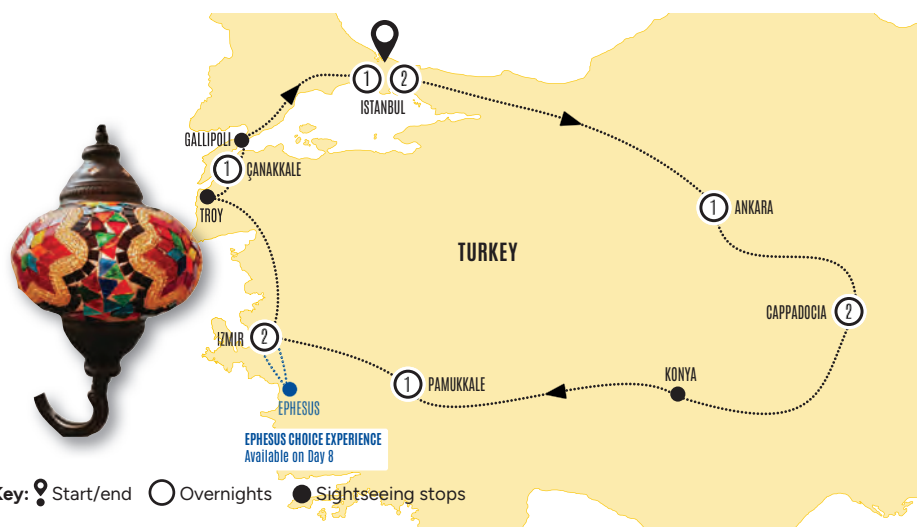 1
2
ISTANBUL
GALLIPOLI
1
ÇANAKKALE
TROY
1
ANKARA
TURKEY
CAPPADOCIA
2
IZMIR
2
PAMUKKALE
1
KONYA
EPHESUS
EPHESUS CHOICE EXPERIENCE
Available on Day 8
Key: Start/end Overnights Sightseeing stops